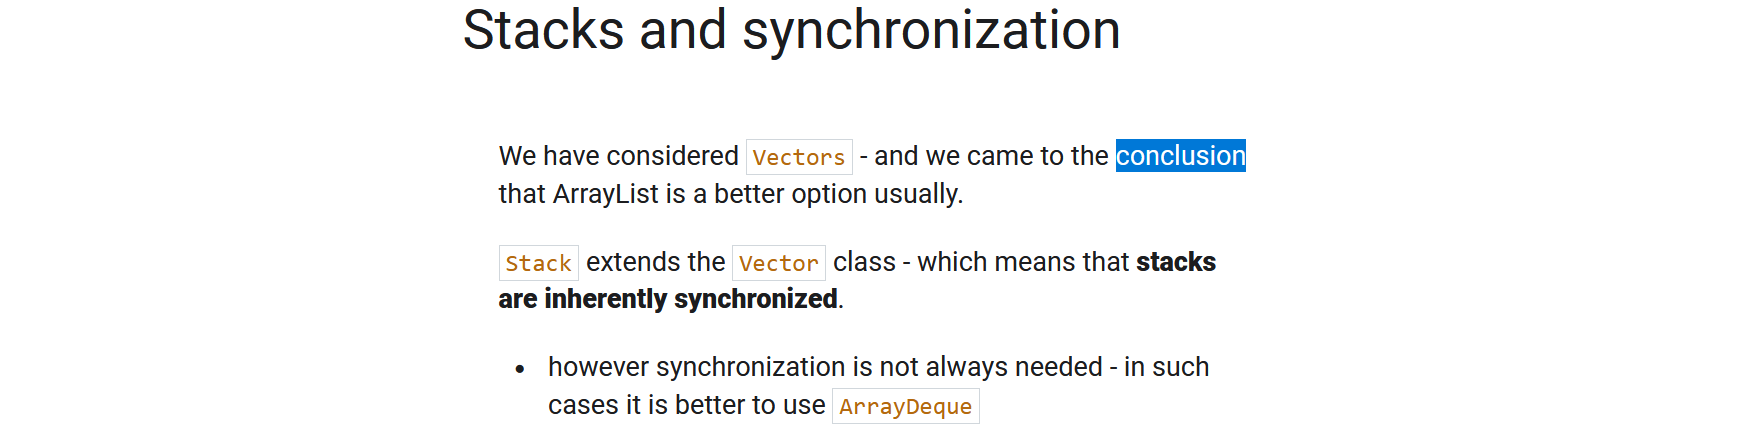 Stacks and synchronization
We have considered Vectors - and we came to the conclusion
that ArrayList is a better option usually.
Stack extends the Vector class - which means that stacks
are inherently synchronized.
• however synchronization is not always needed - in such
cases it is better to use ArrayDeque